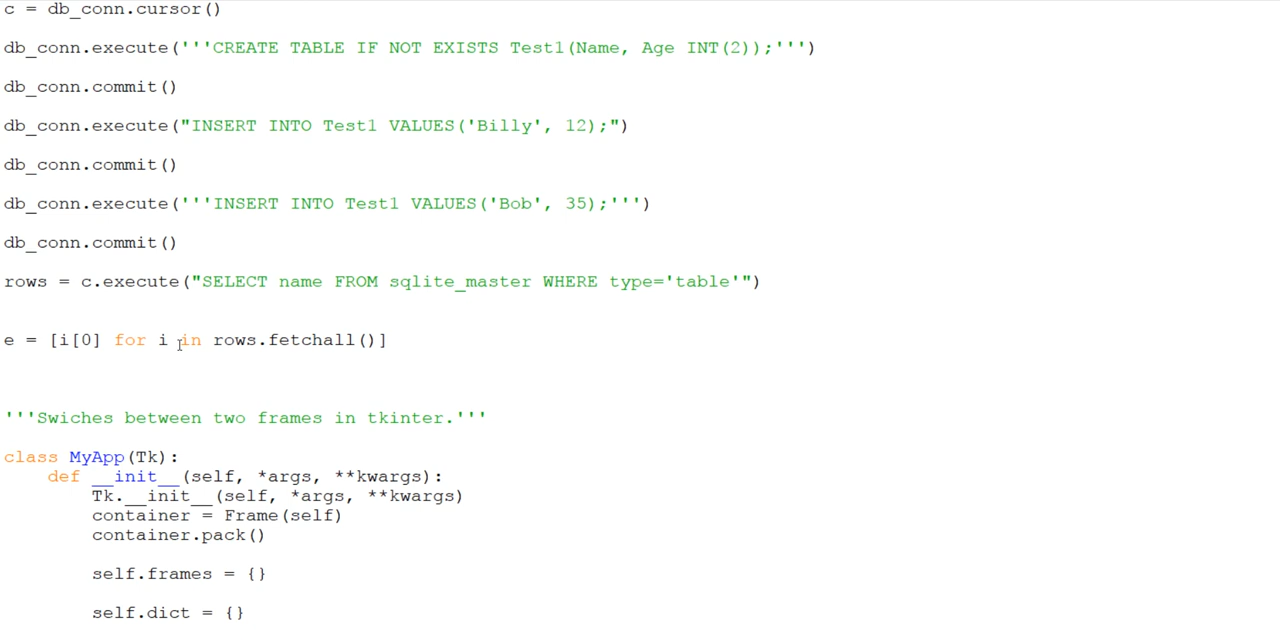 c = db_conn.cursor()
db_conn.execute('''CREATE TABLE IF NOT EXISTS Test1(Name, Age INT(2));''')
db_conn.commit()
db_conn.execute("INSERT INTO Test1 VALUES('Billy', 12);")
db_conn.commit()
db_conn.execute('''INSERT INTO Test1 VALUES('Bob', 35);''')
db_conn.commit()
rows = c.execute("SELECT name FROM sqlite_master WHERE type='table'")
e = [i[0] for i in rows.fetchall()]
'''Swiches between two frames in tkinter.'''
class MyApp(Tk):
    def __init__(self, *args, **kwargs):
        Tk.__init__(self, *args, **kwargs)
        container = Frame(self)
        container.pack()
        self.frames = {}
        self.dict = {}